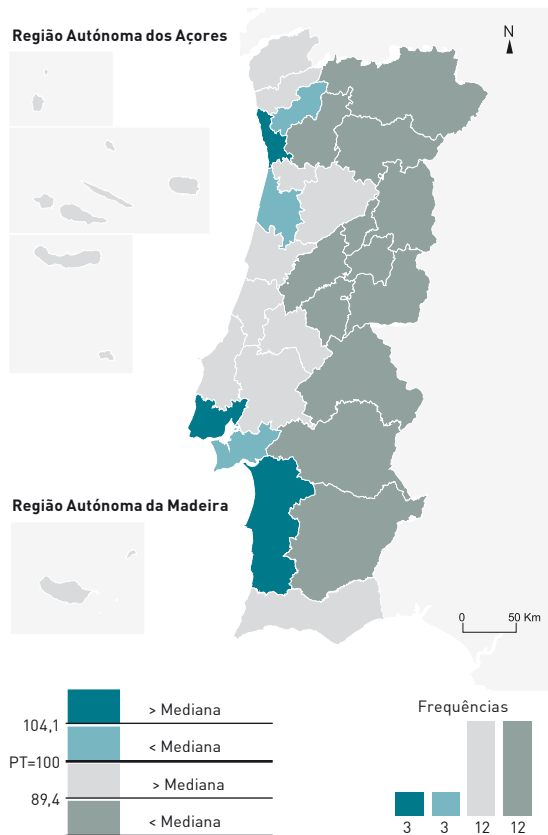 Região Autónoma dos Açores
N
Região Autónoma da Madeira
0 50 Km
> Mediana
104,1
< Mediana
PT=100
> Mediana
89,4
< Mediana
Frequências
3 3 12 12